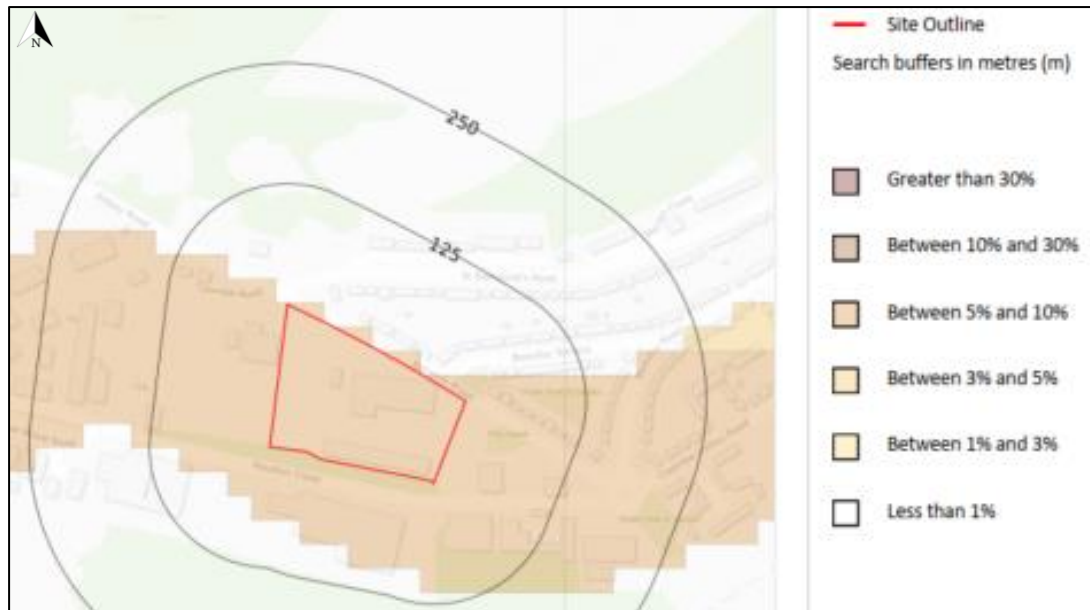 N
Site Outline
Search buffers in metres (m)
250
125
Greater than 30%
Between 10% and 30%
Between 5% and 10%
Between 3% and 5%
Between 1% and 3%
Less than 1%